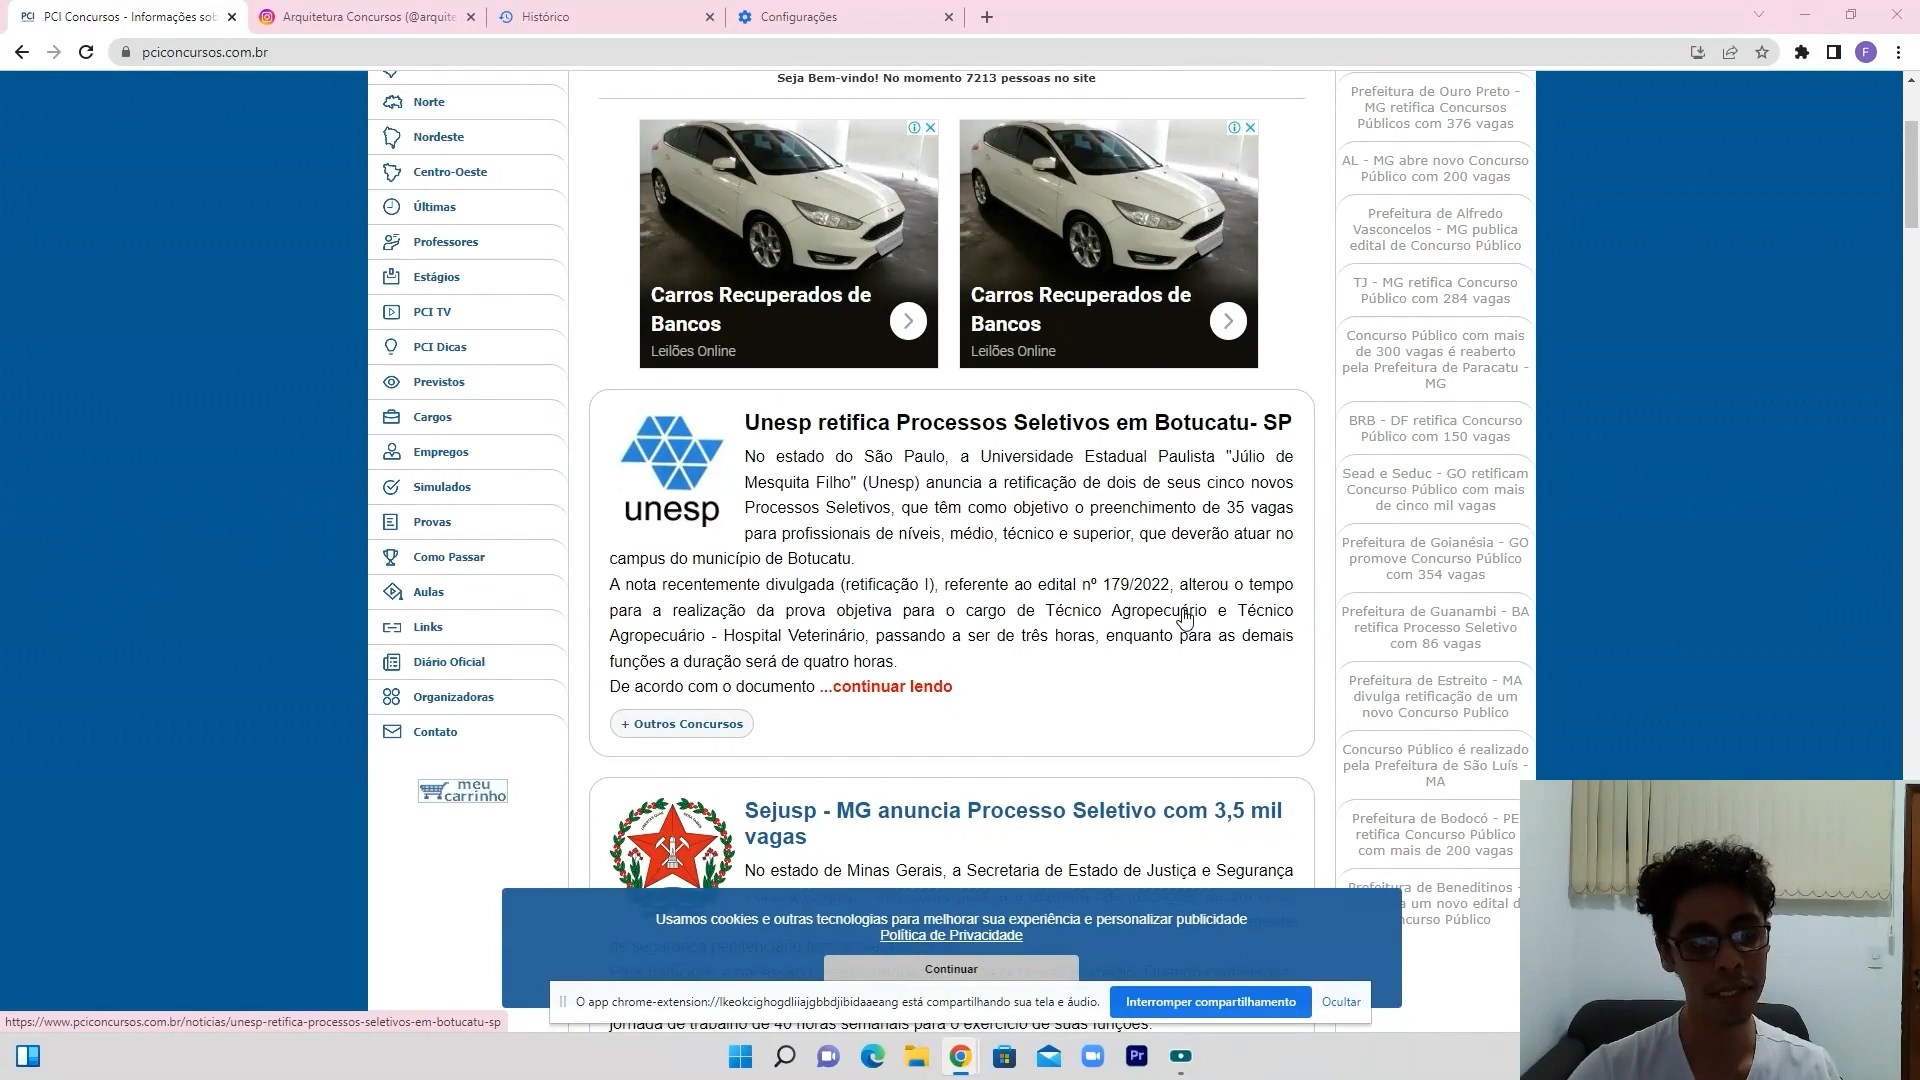 PCI Concursos - Informações sob
Arquitetura Concursos (@arquite
Histórico
Configurações
pciconcursos.com.br
F
Seja Bem-vindo! No momento 7213 pessoas no site
Norte
Nordeste
Centro-Oeste
Últimas
Professores
Estágios
PCI TV
PCI Dicas
Previstos
Cargos
Empregos
Simulados
Provas
Como Passar
Aulas
Links
Diário Oficial
Organizadoras
Contato
meu
carrinho
Carros Recuperados de
Bancos
Leilões Online
Carros Recuperados de
Bancos
Leilões Online
unesp
Unesp retifica Processos Seletivos em Botucatu- SP
No estado do São Paulo, a Universidade Estadual Paulista "Júlio de
Mesquita Filho" (Unesp) anuncia a retificação de dois de seus cinco novos
Processos Seletivos, que têm como objetivo o preenchimento de 35 vagas
para profissionais de níveis, médio, técnico e superior, que deverão atuar no
campus do município de Botucatu.
A nota recentemente divulgada (retificação I), referente ao edital nº 179/2022, alterou o tempo
para a realização da prova objetiva para o cargo de Técnico Agropecuário e Técnico
Agropecuário - Hospital Veterinário, passando a ser de três horas, enquanto para as demais
funções a duração será de quatro horas.
De acordo com o documento ...continuar lendo
+ Outros Concursos
Sejusp - MG anuncia Processo Seletivo com 3,5 mil
vagas
No estado de Minas Gerais, a Secretaria de Estado de Justiça e Segurança
jornada de trabalho de 40 horas semanais para o exercício de suas funções.
Prefeitura de Ouro Preto -
MG retifica Concursos
Públicos com 376 vagas
AL - MG abre novo Concurso
Público com 200 vagas
Prefeitura de Alfredo
Vasconcelos - MG publica
edital de Concurso Público
TJ - MG retifica Concurso
Público com 284 vagas
Concurso Público com mais
de 300 vagas é reaberto
pela Prefeitura de Paracatu -
MG
BRB - DF retifica Concurso
Público com 150 vagas
Sead e Seduc - GO retificam
Concurso Público com mais
de cinco mil vagas
Prefeitura de Goianésia - GO
promove Concurso Público
com 354 vagas
Prefeitura de Guanambi - BA
retifica Processo Seletivo
com 86 vagas
Prefeitura de Estreito - MA
divulga retificação de um
novo Concurso Publico
Concurso Público é realizado
pela Prefeitura de São Luís -
MA
Prefeitura de Bodocó - PE
retifica Concurso Público
com mais de 200 vagas
Prefeitura de Beneditinos -
a um novo edital d
ncurso Público
Usamos cookies e outras tecnologias para melhorar sua experiência e personalizar publicidade
Política de Privacidade
Continuar
O app chrome-extension://lkeokcighogdliiajgbbdjibidaaeang está compartilhando sua tela e áudio.
Interromper compartilhamento
Ocultar
https://www.pciconcursos.com.br/noticias/unesp-retifica-processos-seletivos-em-botucatu-sp
Pr